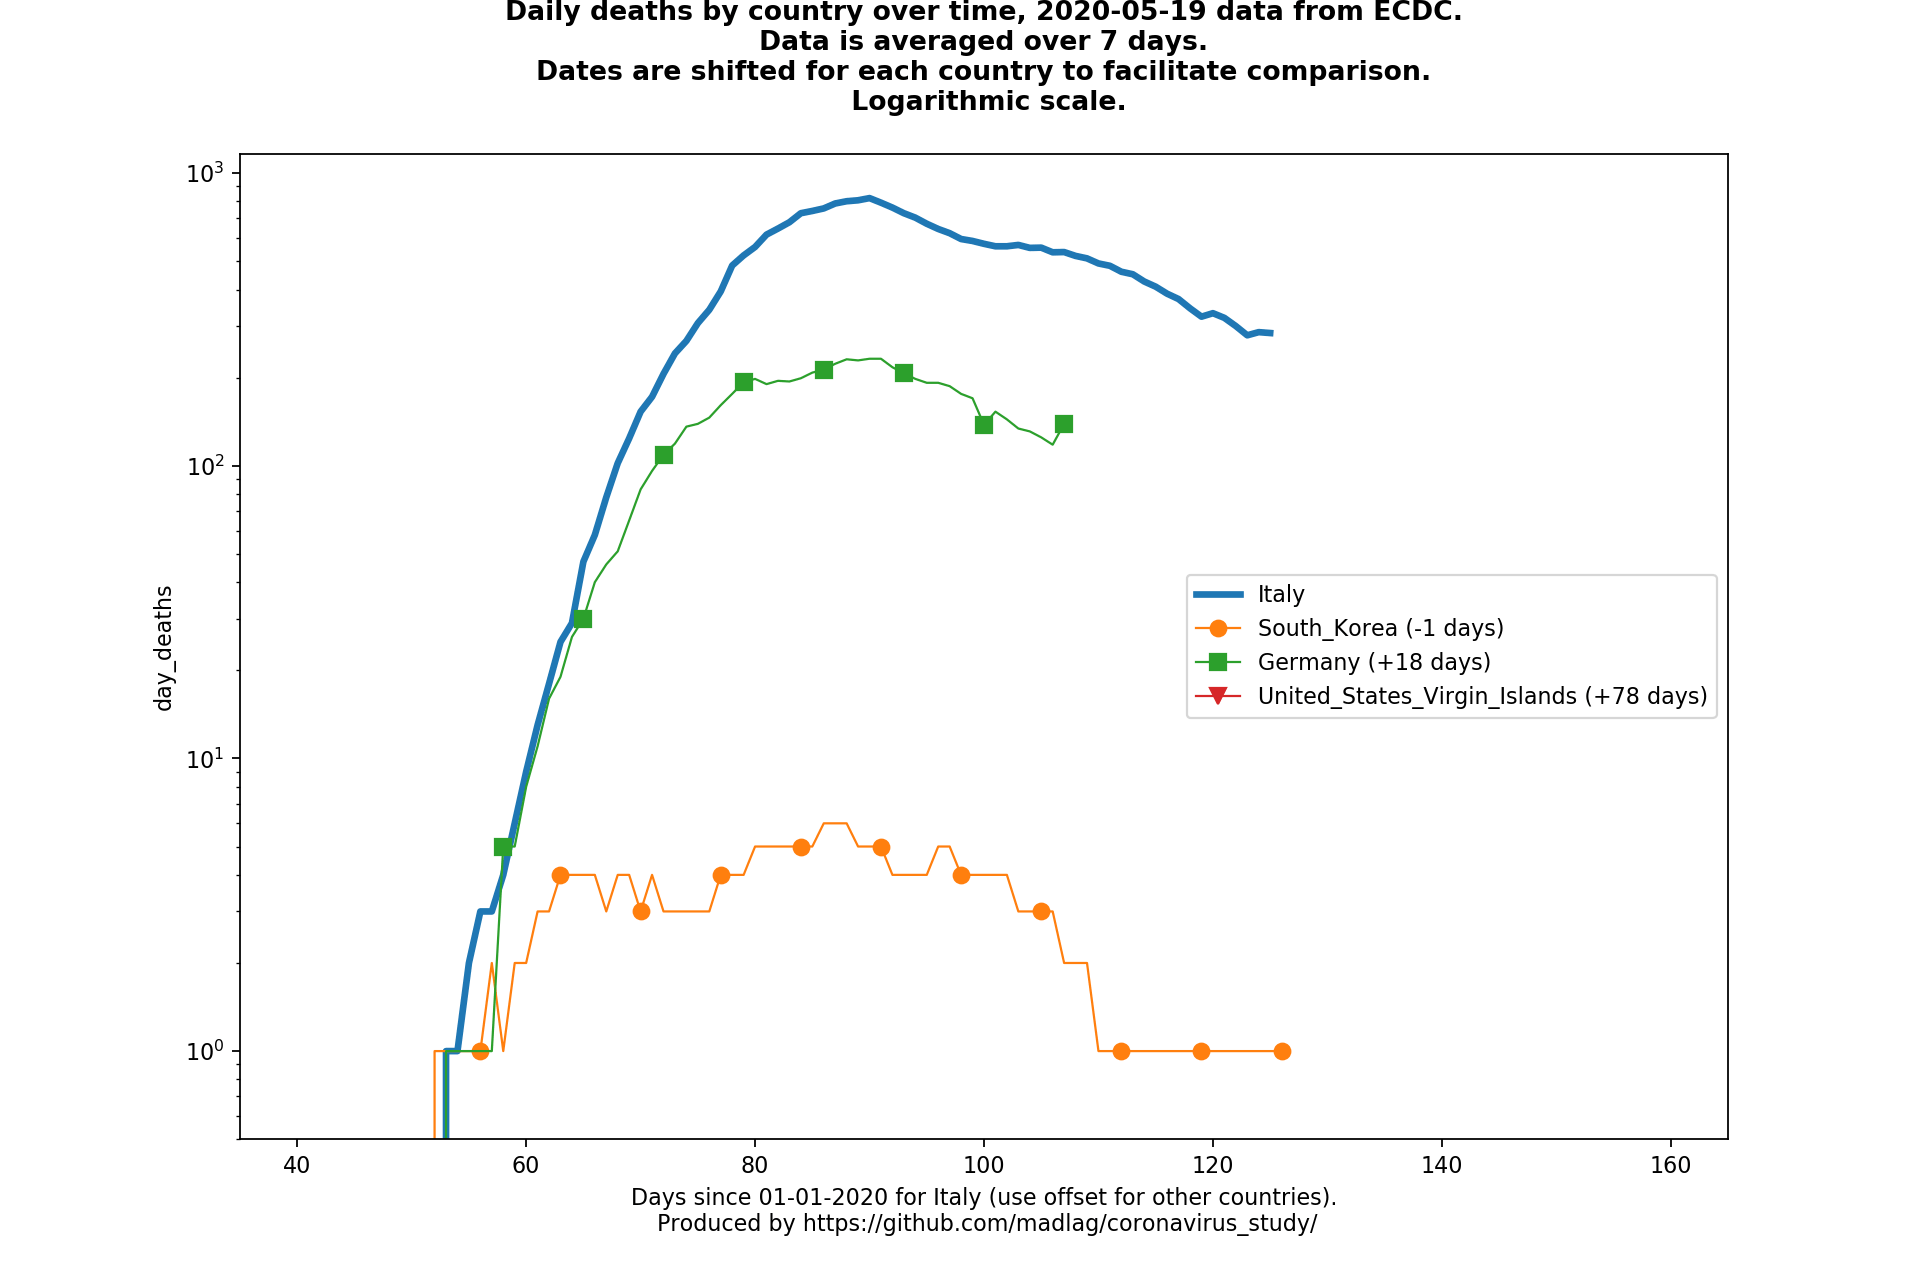 Daily deaths by country over time, 2020-05-19 data from ECDC.
Data is averaged over 7 days.
Dates are shifted for each country to facilitate comparison.
Logarithmic scale.
10³
10²
10¹
10⁰
day_deaths
Italy
South_Korea (-1 days)
Germany (+18 days)
United_States_Virgin_Islands (+78 days)
40 60 80 100 120 140 160
Days since 01-01-2020 for Italy (use offset for other countries).
Produced by https://github.com/madlag/coronavirus_study/